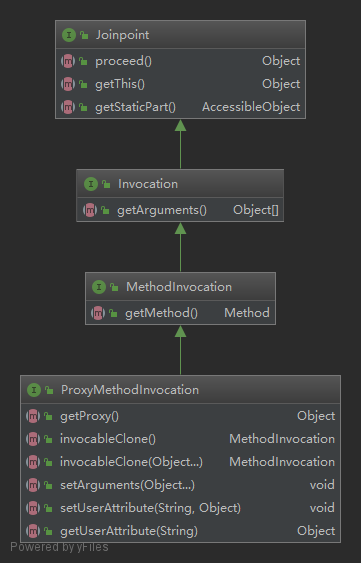 Joinpoint
proceed() Object
getThis() Object
getStaticPart() AccessibleObject
Invocation
getArguments() Object[]
MethodInvocation
getMethod() Method
ProxyMethodInvocation
getProxy() Object
invocableClone() MethodInvocation
invocableClone(Object...) MethodInvocation
setArguments(Object...) void
setUserAttribute(String, Object) void
getUserAttribute(String) Object
Powered by yFiles